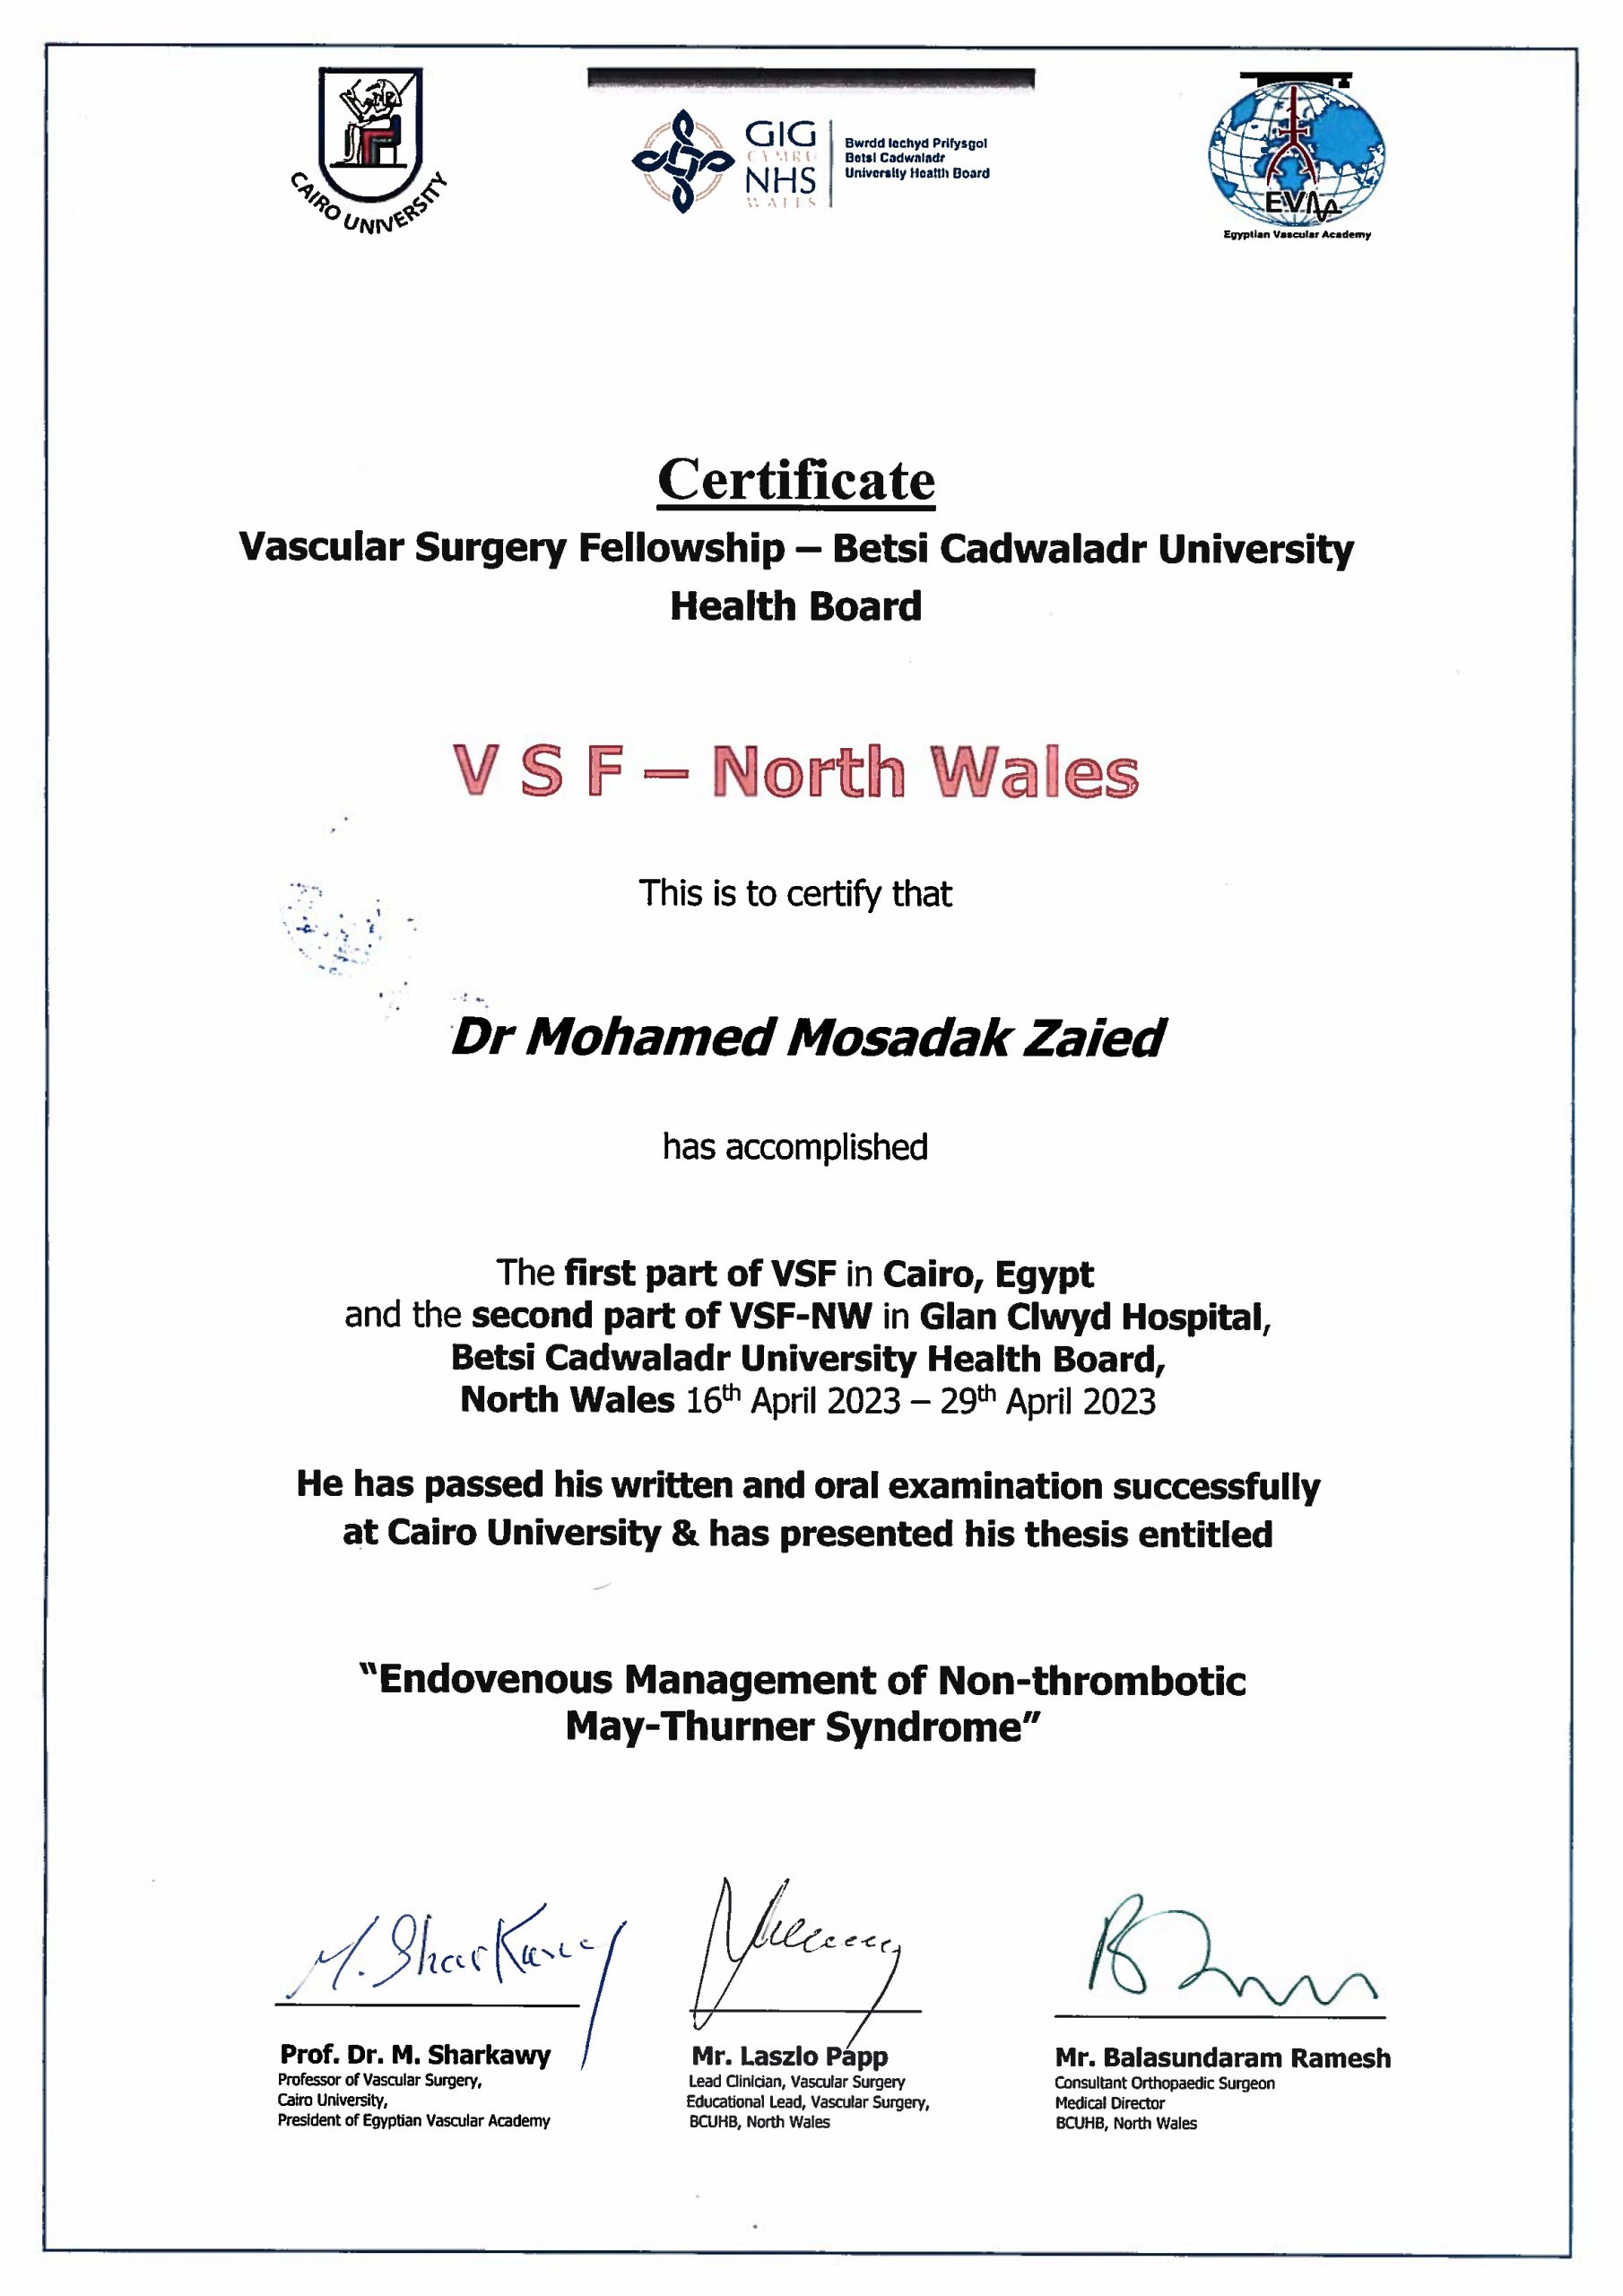 CAIRO UNIVERSITY
GIG
CYMRU
NHS
WALES
Bwrdd Iechyd Prifysgol
Betsi Cadwaladr
University Health Board
EVA
Egyptian Vascular Academy
Certificate
Vascular Surgery Fellowship – Betsi Cadwaladr University
Health Board
V S F – North Wales
This is to certify that
Dr Mohamed Mosadak Zaied
has accomplished
The first part of VSF in Cairo, Egypt
and the second part of VSF-NW in Glan Clwyd Hospital,
Betsi Cadwaladr University Health Board,
North Wales 16th April 2023 – 29th April 2023
He has passed his written and oral examination successfully
at Cairo University & has presented his thesis entitled
“Endovenous Management of Non-thrombotic
May-Thurner Syndrome”
M. Sharkawy
Prof. Dr. M. Sharkawy
Professor of Vascular Surgery,
Cairo University,
President of Egyptian Vascular Academy
Mr. Laszlo Papp
Lead Clinician, Vascular Surgery
Educational Lead, Vascular Surgery,
BCUHB, North Wales
Mr. Balasundaram Ramesh
Consultant Orthopaedic Surgeon
Medical Director
BCUHB, North Wales